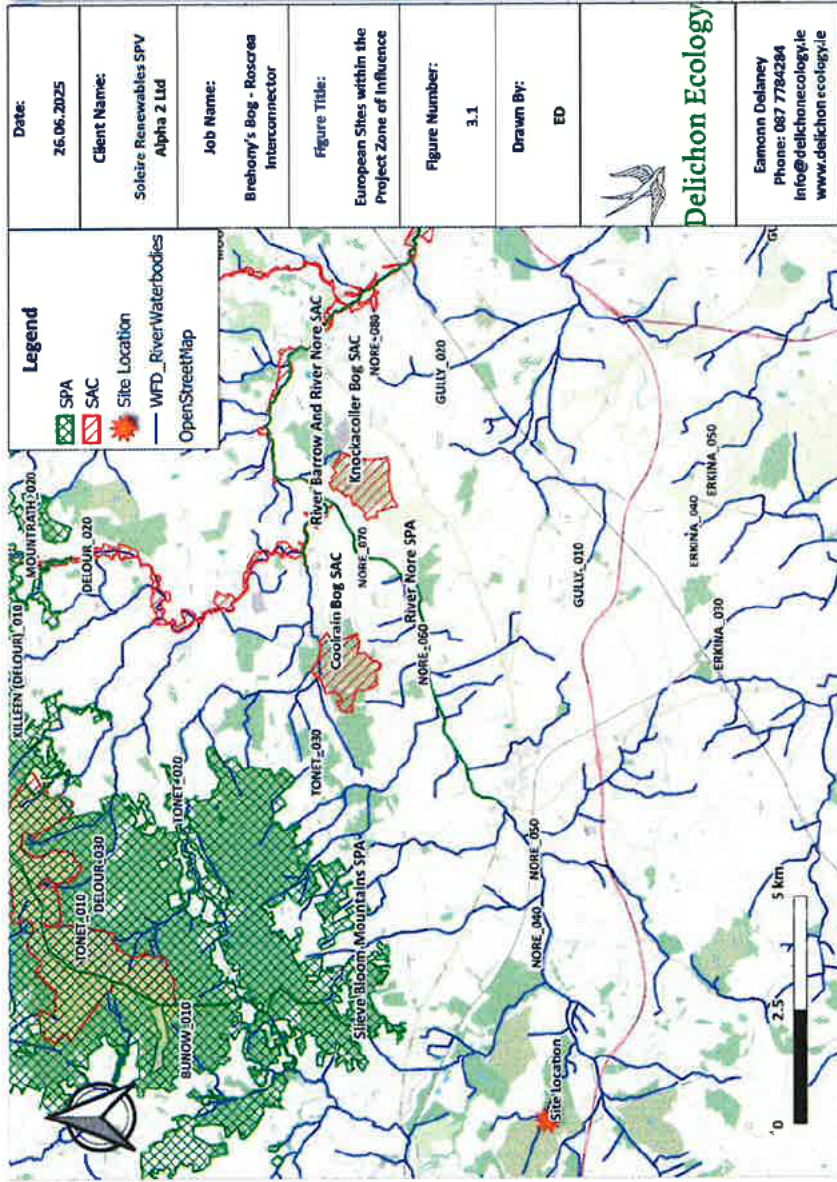 Date:
26.06.2025
Client Name:
Soleire Renewables SPV
Alpha 2 Ltd
Job Name:
Brehony's Bog - Roscrea
Interconnector
Figure Title:
European Sites within the
Project Zone of Influence
Figure Number:
3.1
Drawn By:
ED
Delichon Ecology
Eamonn Delaney
Phone: 087 7784284
Info@delichonecology.ie
www.delichonecology.ie
Legend
SPA
SAC
Site Location
WFD_RiverWaterbodies
OpenStreetMap
KILLEEN (DELOUR)_010
MOUNTRATH_020
DELOUR_020
TONET_010
DELOUR_030
TONET_020
BUNOW_010
Slieve Bloom Mountains SPA
TONET_030
Coolrain Bog SAC
River Barrow And River Nore SAC
Knockacoller Bog SAC
NORE_080
NORE_070
River Nore SPA
NORE_060
GULLY_020
NORE_050
NORE_040
GULLY_010
Site Location
ERKINA_050
ERKINA_040
ERKINA_030
0
2.5
5 km